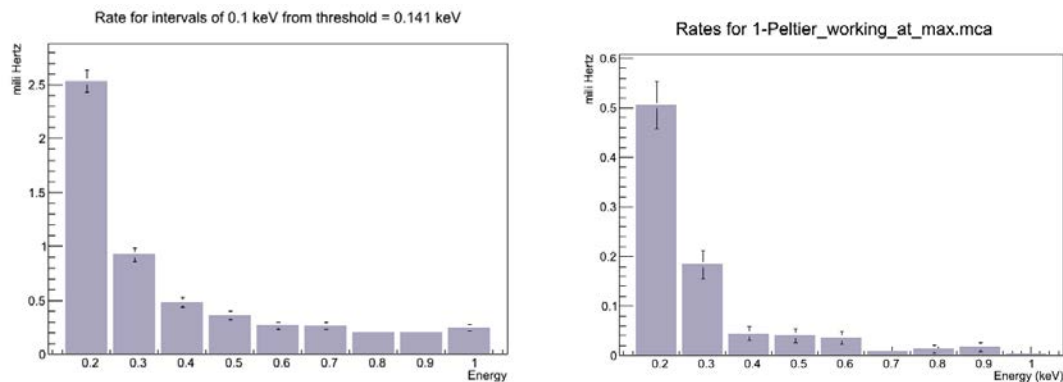 Rate for intervals of 0.1 keV from threshold = 0.141 keV
mili Hertz
2.5
2
1.5
1
0.5
0
0.2 0.3 0.4 0.5 0.6 0.7 0.8 0.9 1
Energy
Rates for 1-Peltier_working_at_max.mca
mili Hertz
0.6
0.5
0.4
0.3
0.2
0.1
0
0.2 0.3 0.4 0.5 0.6 0.7 0.8 0.9 1
Energy (keV)